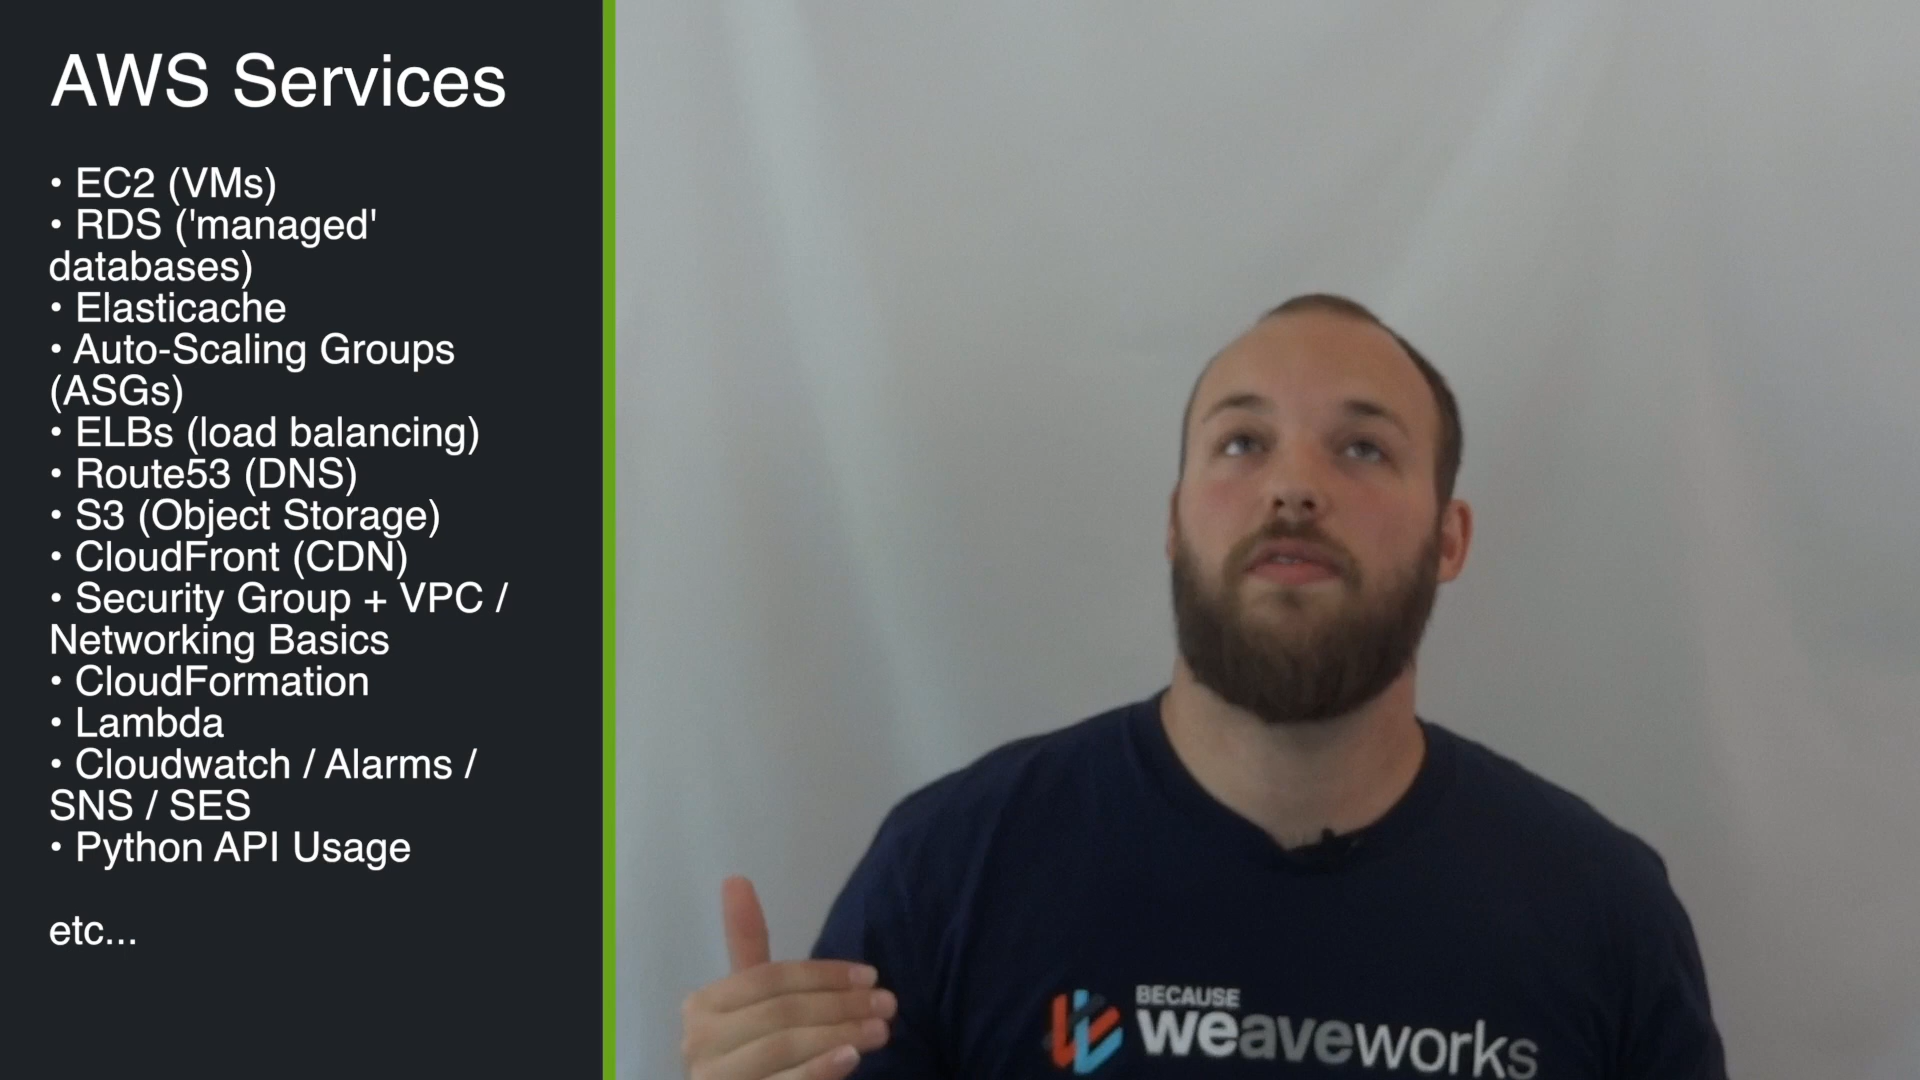 AWS Services
• EC2 (VMs)
• RDS ('managed'
databases)
• Elasticache
• Auto-Scaling Groups
(ASGs)
• ELBs (load balancing)
• Route53 (DNS)
• S3 (Object Storage)
• CloudFront (CDN)
• Security Group + VPC /
Networking Basics
• CloudFormation
• Lambda
• Cloudwatch / Alarms /
SNS / SES
• Python API Usage
etc...
BECAUSE
weaveworks